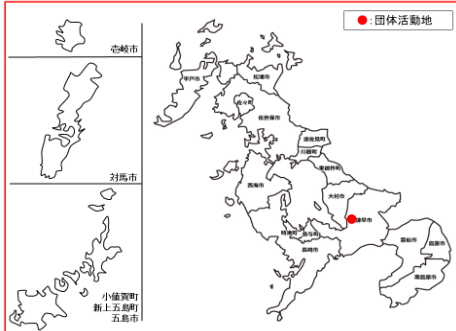 ●:団体活動地
壱岐市
対馬市
小値賀町
新上五島町
五島市
平戸市
松浦市
佐々町
佐世保市
波佐見町
川棚町
東彼杵町
西海市
大村市
諫早市
時津町
長与町
長崎市
雲仙市
島原市
南島原市